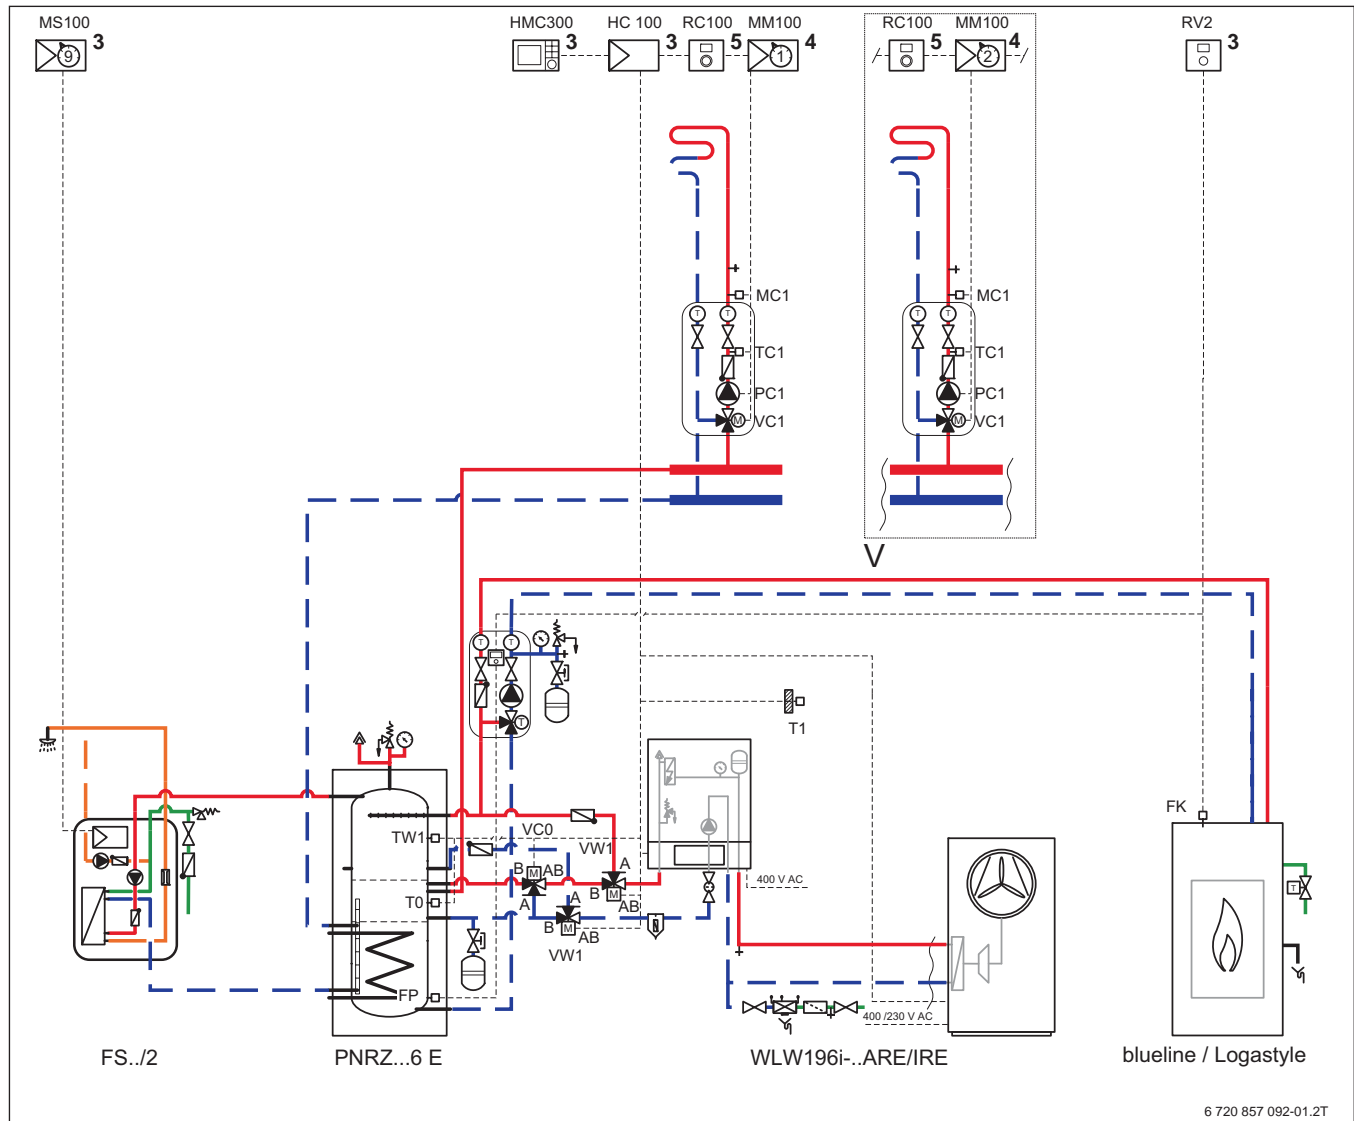 MS100 HMC300 HC 100 RC100 MM100 RC100 MM100 RV2
3 3 3 5 4 5 4 3
9 1 2
MC1 MC1
T T T T
TC1 TC1
PC1 PC1
M VC1 M VC1
V
T T
T1
T
FK
TW1 VC0 VW1
B M AB A
400 V AC
T
T0 A B M AB
A
B M AB
VW1
FP
400 /230 V AC
FS../2 PNRZ...6 E WLW196i-..ARE/IRE blueline / Logastyle
6 720 857 092-01.2T